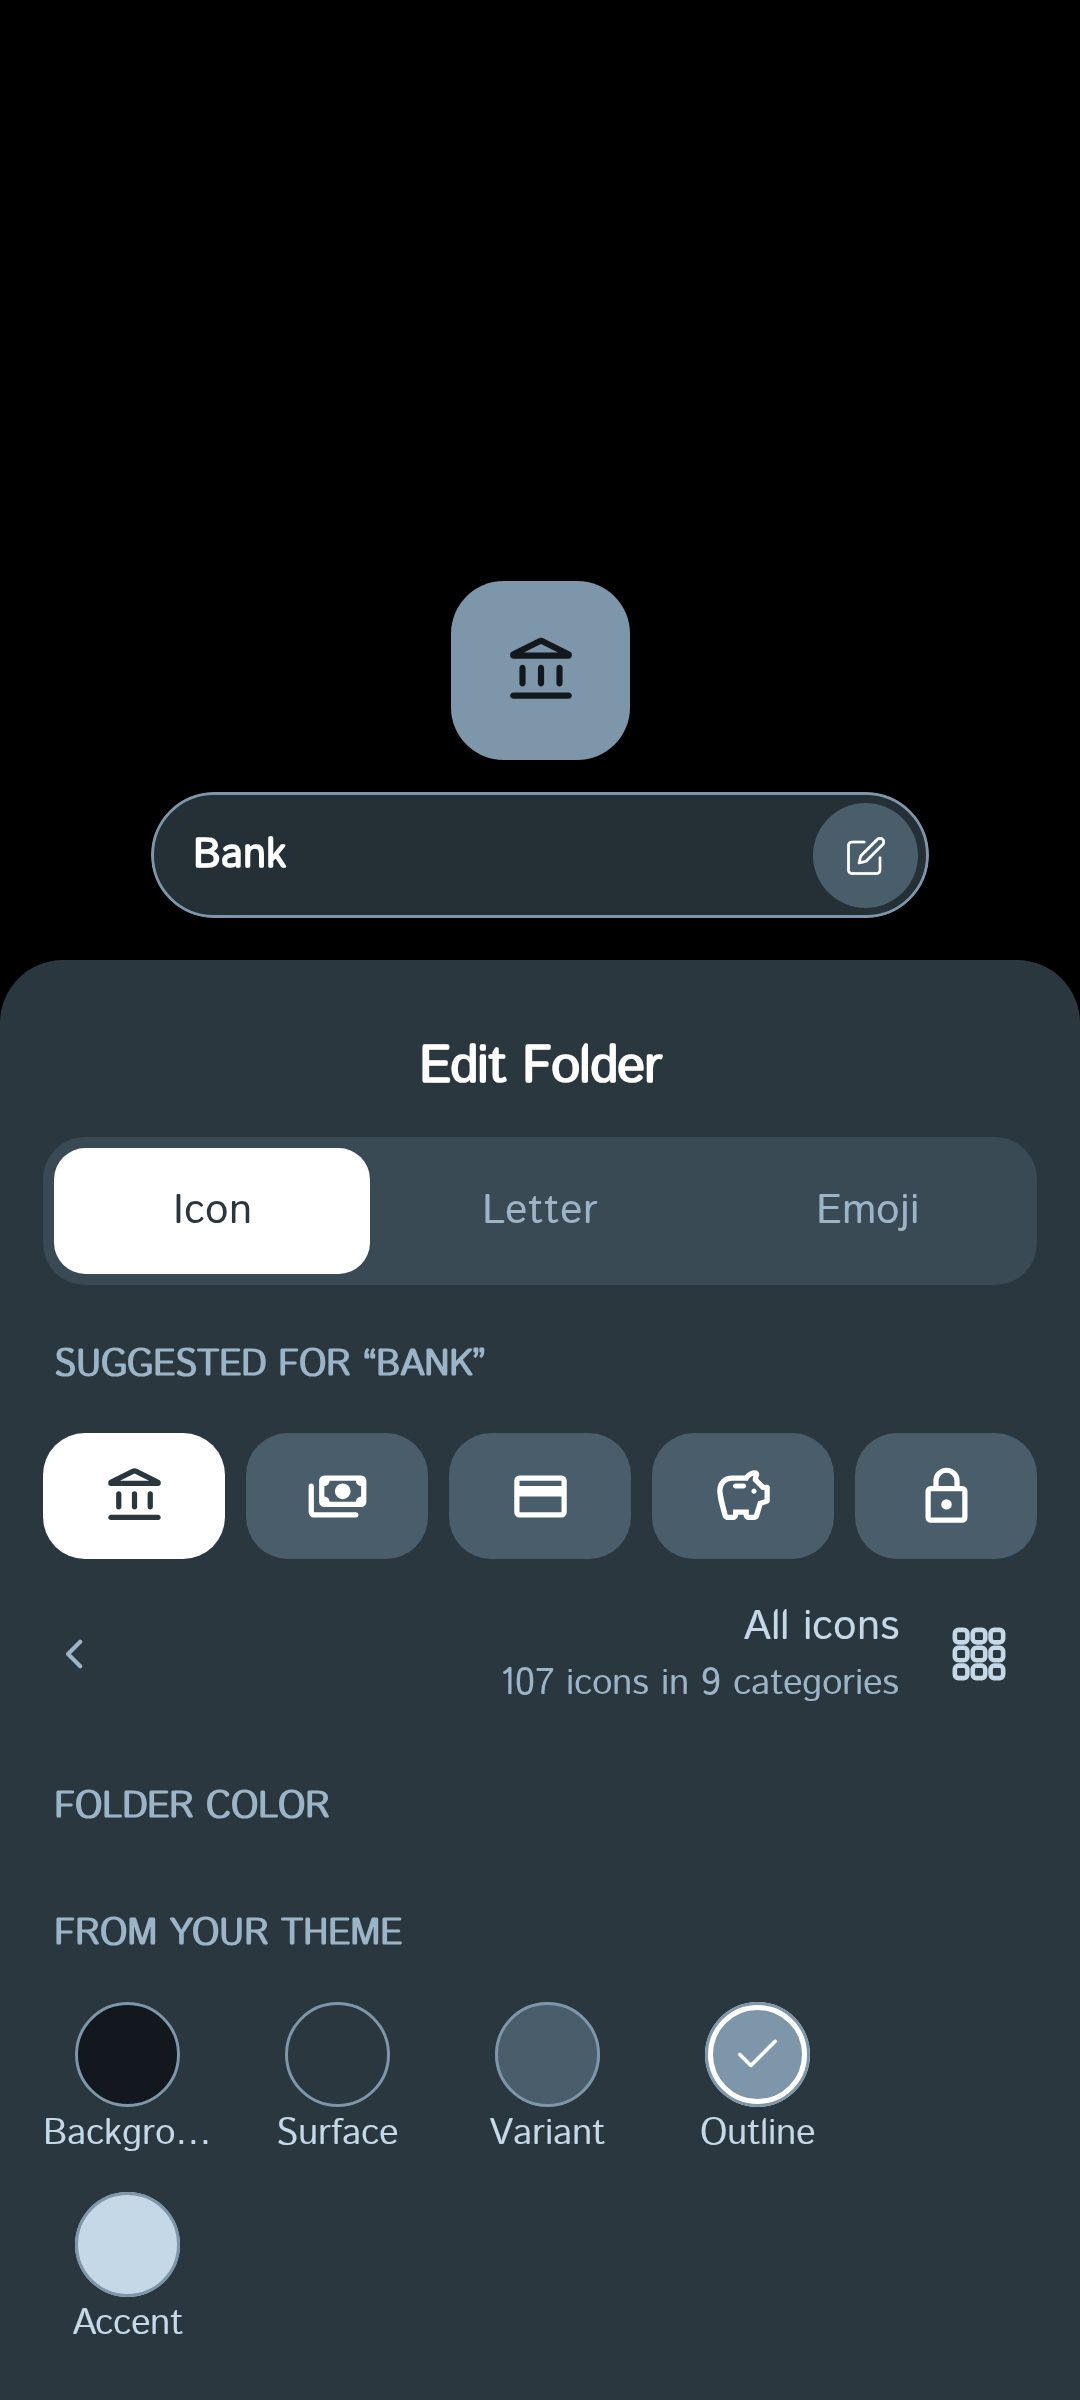 Bank
Edit Folder
Icon
Letter
Emoji
SUGGESTED FOR “BANK”
All icons
107 icons in 9 categories
FOLDER COLOR
FROM YOUR THEME
Backgro...
Surface
Variant
Outline
Accent